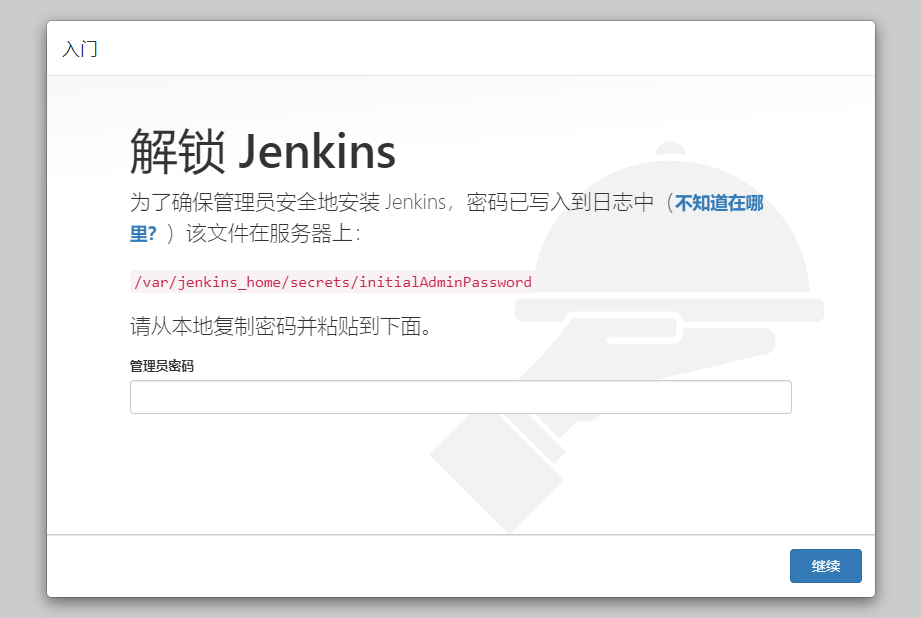 入门
解锁 Jenkins
为了确保管理员安全地安装 Jenkins，密码已写入到日志中（不知道在哪
里？）该文件在服务器上：
/var/jenkins_home/secrets/initialAdminPassword
请从本地复制密码并粘贴到下面。
管理员密码
继续